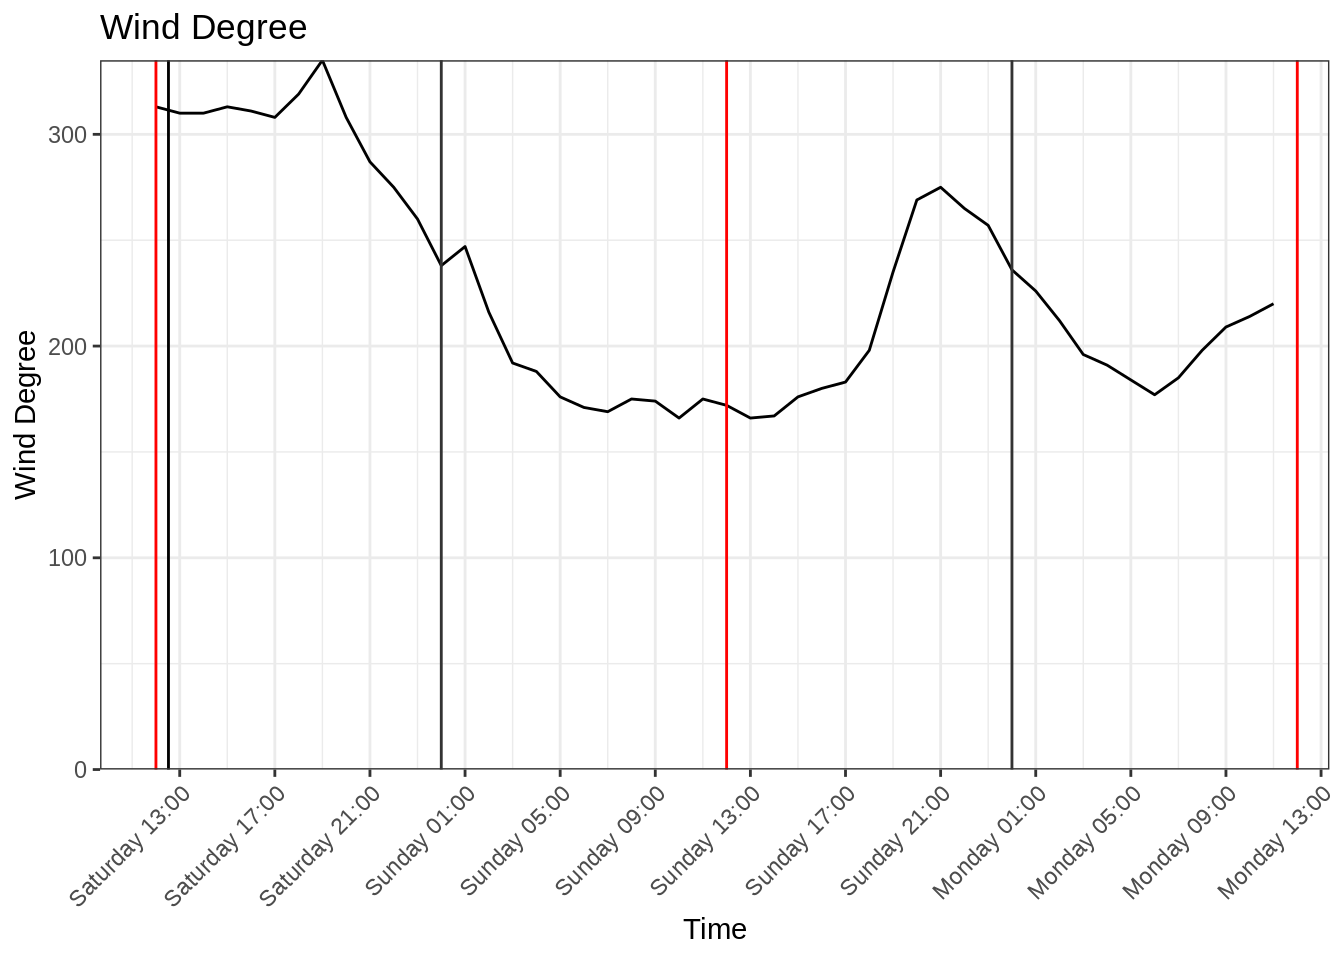 Wind Degree
Wind Degree
300
200
100
0
Saturday 13:00
Saturday 17:00
Saturday 21:00
Sunday 01:00
Sunday 05:00
Sunday 09:00
Sunday 13:00
Sunday 17:00
Sunday 21:00
Monday 01:00
Monday 05:00
Monday 09:00
Monday 13:00
Time